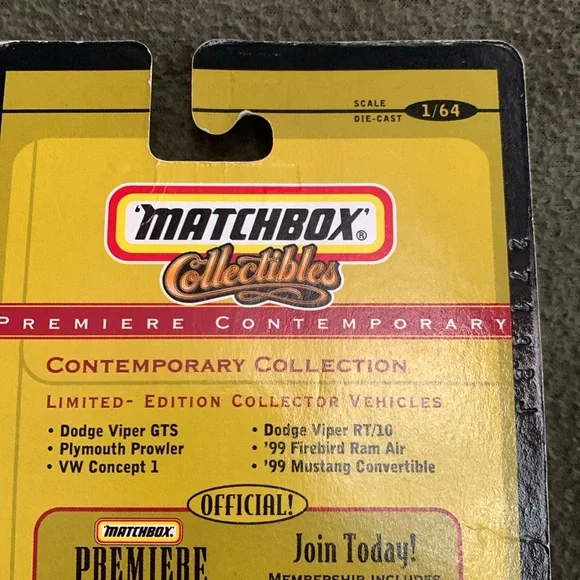 SCALE
DIE-CAST
1/64
'MATCHBOX'®
Collectibles
PREMIERE CONTEMPORARY
CONTEMPORARY COLLECTION
LIMITED- EDITION COLLECTOR VEHICLES
• Dodge Viper GTS
• Plymouth Prowler
• VW Concept 1
• Dodge Viper RT/10
• '99 Firebird Ram Air
• '99 Mustang Convertible
OFFICIAL!
MATCHBOX
PREMIERE
Join Today!
MEMBERSHIP INCLUDES